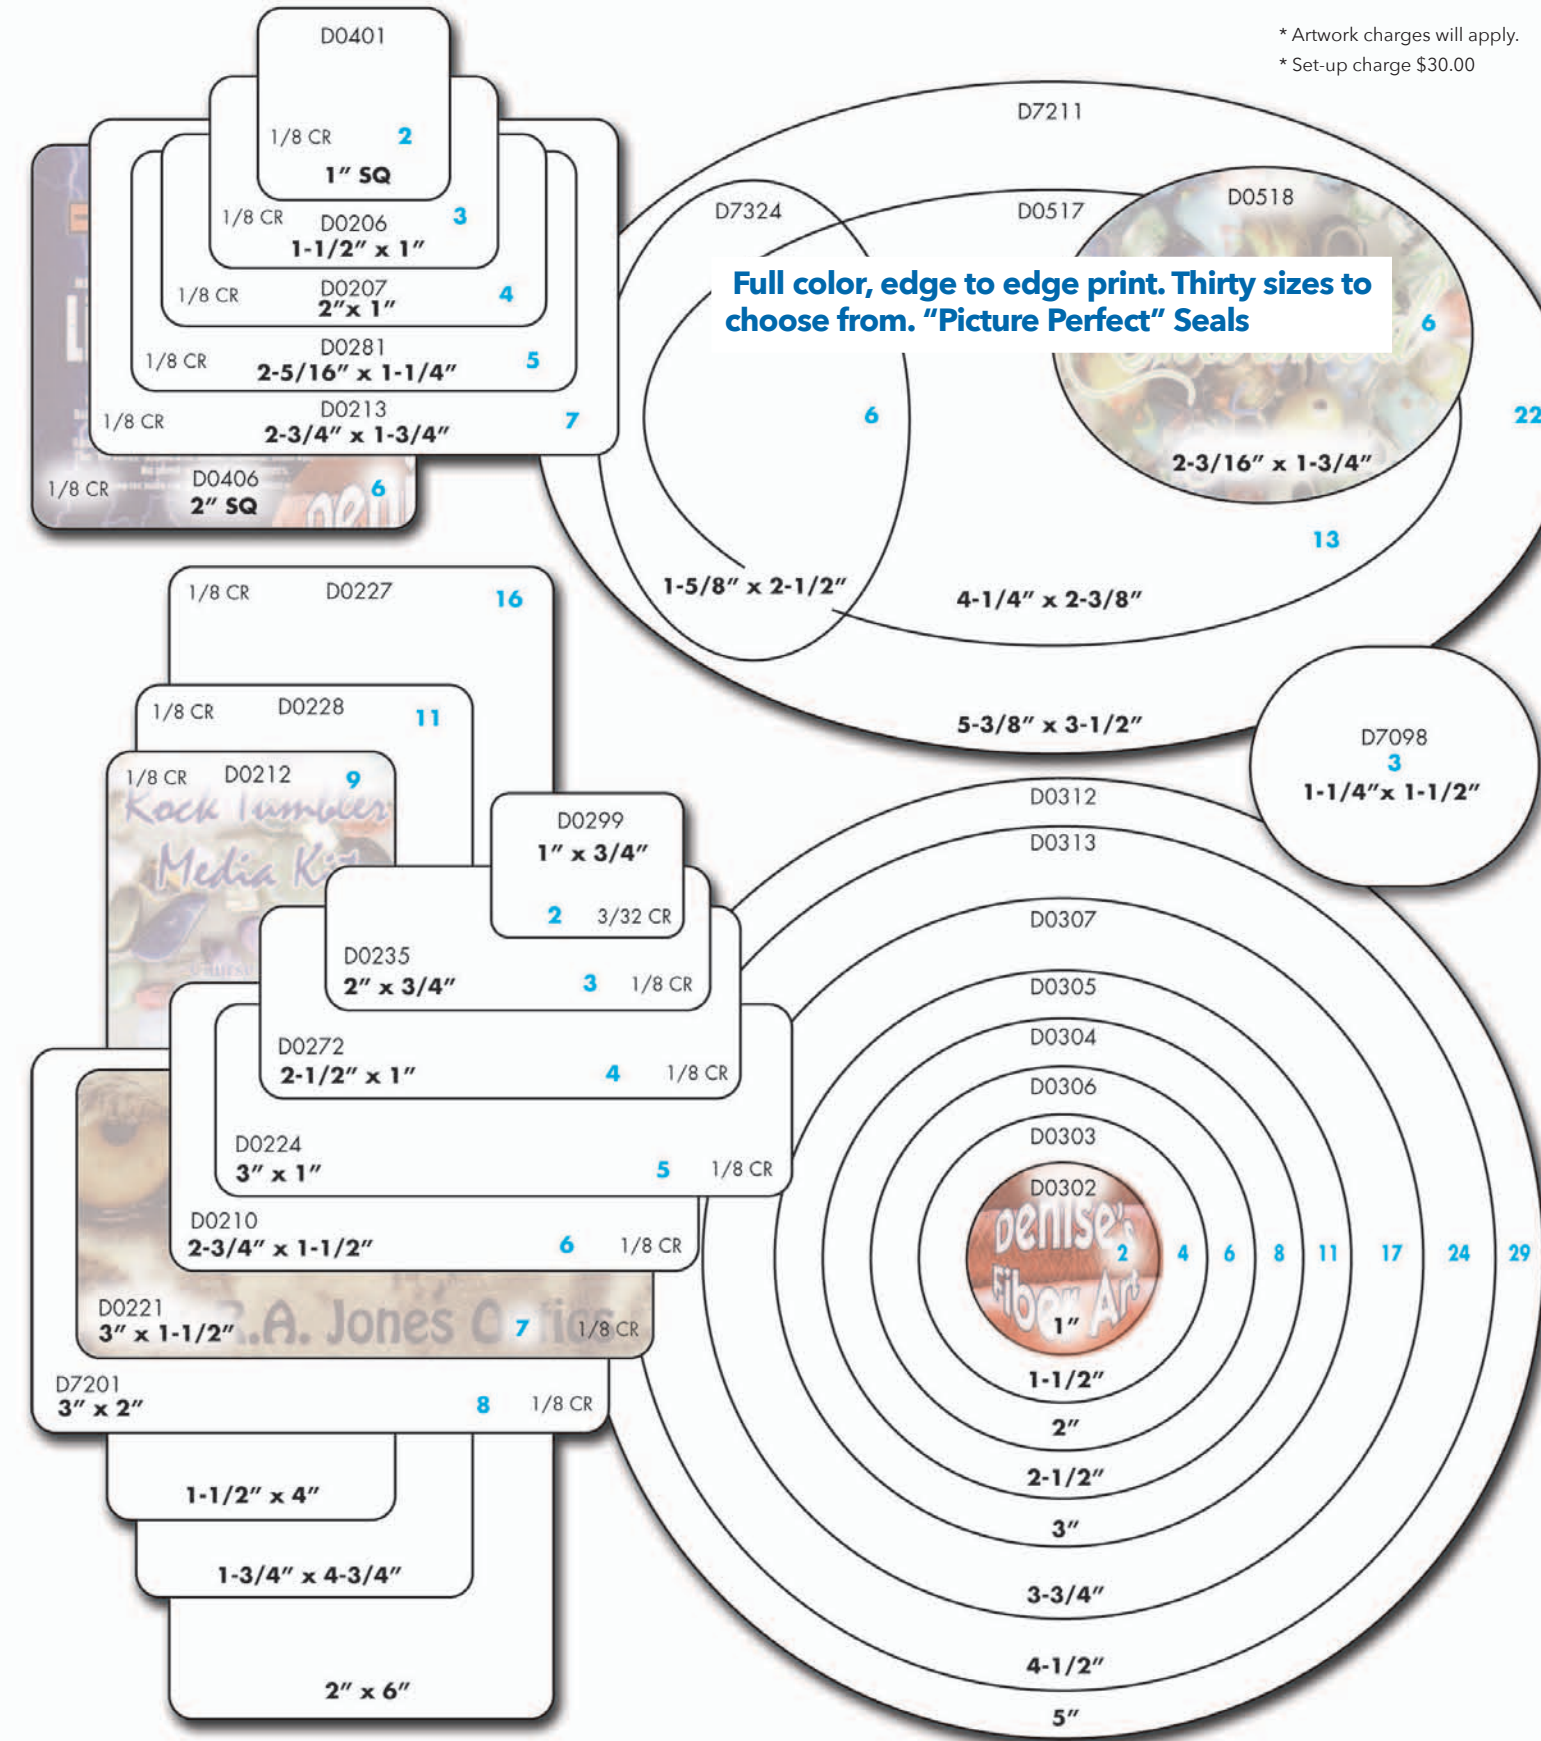 * Artwork charges will apply.
* Set-up charge $30.00
D0401
1/8 CR 2
1″ SQ
1/8 CR D0206 3
1-1/2″ x 1″
1/8 CR D0207 4
2″x 1″
1/8 CR D0281 5
2-5/16″ x 1-1/4″
1/8 CR D0213 7
2-3/4″ x 1-3/4″
1/8 CR D0406 6
2″ SQ
D7211
D7324 D0517 D0518
Full color, edge to edge print. Thirty sizes to
choose from. “Picture Perfect” Seals
6
6
22
2-3/16″ x 1-3/4″
13
1-5/8″ x 2-1/2″
4-1/4″ x 2-3/8″
5-3/8″ x 3-1/2″
D7098
3
1-1/4″x 1-1/2″
1/8 CR D0227 16
1/8 CR D0228 11
1/8 CR D0212 9
Rock Tumbler
Media
D0299
1″ x 3/4″
2 3/32 CR
D0235
2″ x 3/4″ 3 1/8 CR
D0272
2-1/2″ x 1″ 4 1/8 CR
D0224
3″ x 1″ 5 1/8 CR
D0210
2-3/4″ x 1-1/2″ 6 1/8 CR
D0221
3″ x 1-1/2″ R.A. Jones 7 1/8 CR
D7201
3″ x 2″ 8 1/8 CR
1-1/2″ x 4″
1-3/4″ x 4-3/4″
2″ x 6″
D0312
D0313
D0307
D0305
D0304
D0306
D0303
D0302
Denise's
2 4 6 8 11 17 24 29
Fiber Art
1″
1-1/2″
2″
2-1/2″
3″
3-3/4″
4-1/2″
5″